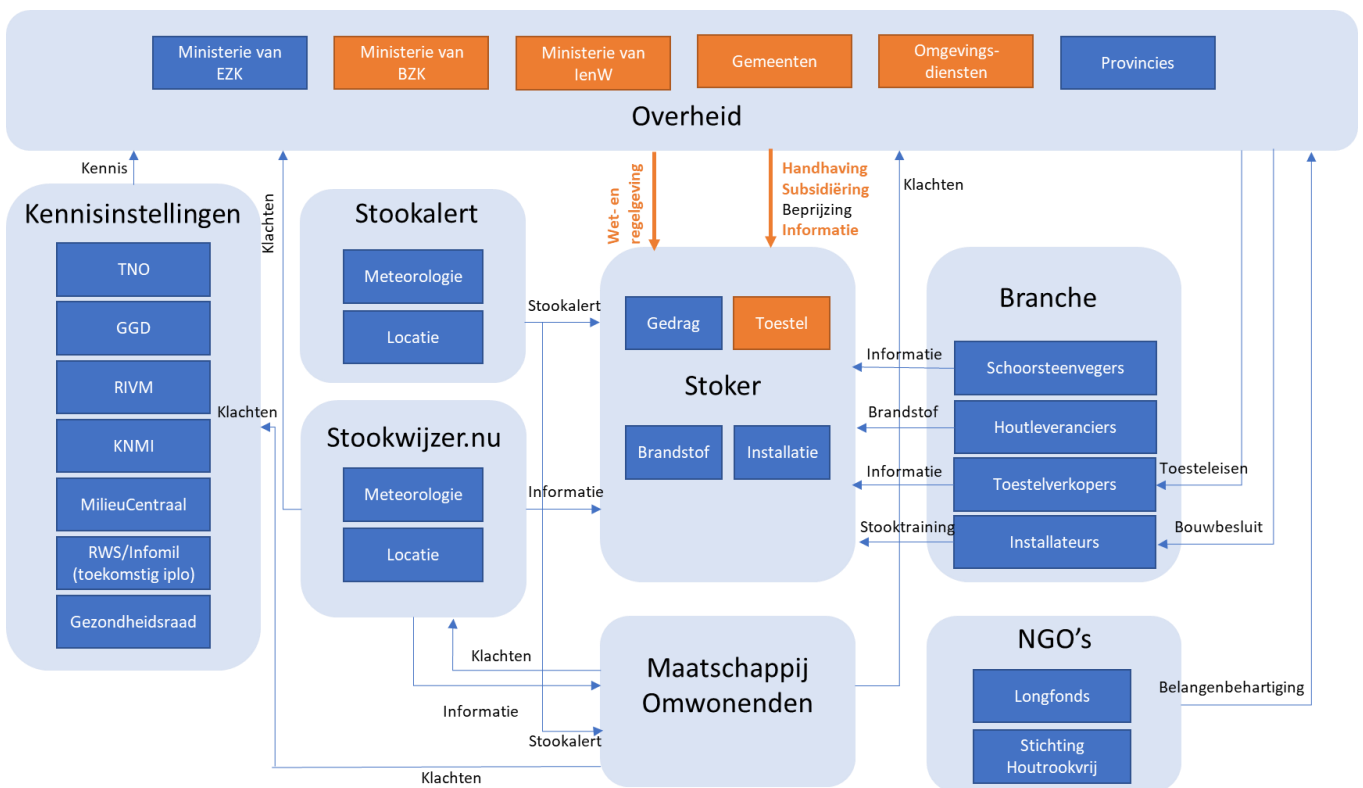 Ministerie van
EZK
Ministerie van
BZK
Ministerie van
IenW
Gemeenten
Omgevings-
diensten
Provincies
Overheid
Kennis
Klachten
Wet- en
regelgeving
Handhaving
Subsidiëring
Beprijzing
Informatie
Klachten
Kennisinstellingen
TNO
GGD
RIVM
KNMI
MilieuCentraal
RWS/Infomil
(toekomstig iplo)
Gezondheidsraad
Klachten
Stookalert
Meteorologie
Locatie
Stookalert
Stookwijzer.nu
Meteorologie
Locatie
Informatie
Gedrag
Toestel
Stoker
Brandstof
Installatie
Informatie
Brandstof
Informatie
Stooktraining
Branche
Schoorsteenvegers
Houtleveranciers
Toestelverkopers
Installateurs
Toesteleisen
Bouwbesluit
Klachten
Informatie
Stookalert
Klachten
Maatschappij
Omwonenden
NGO’s
Longfonds
Stichting
Houtrookvrij
Belangenbehartiging